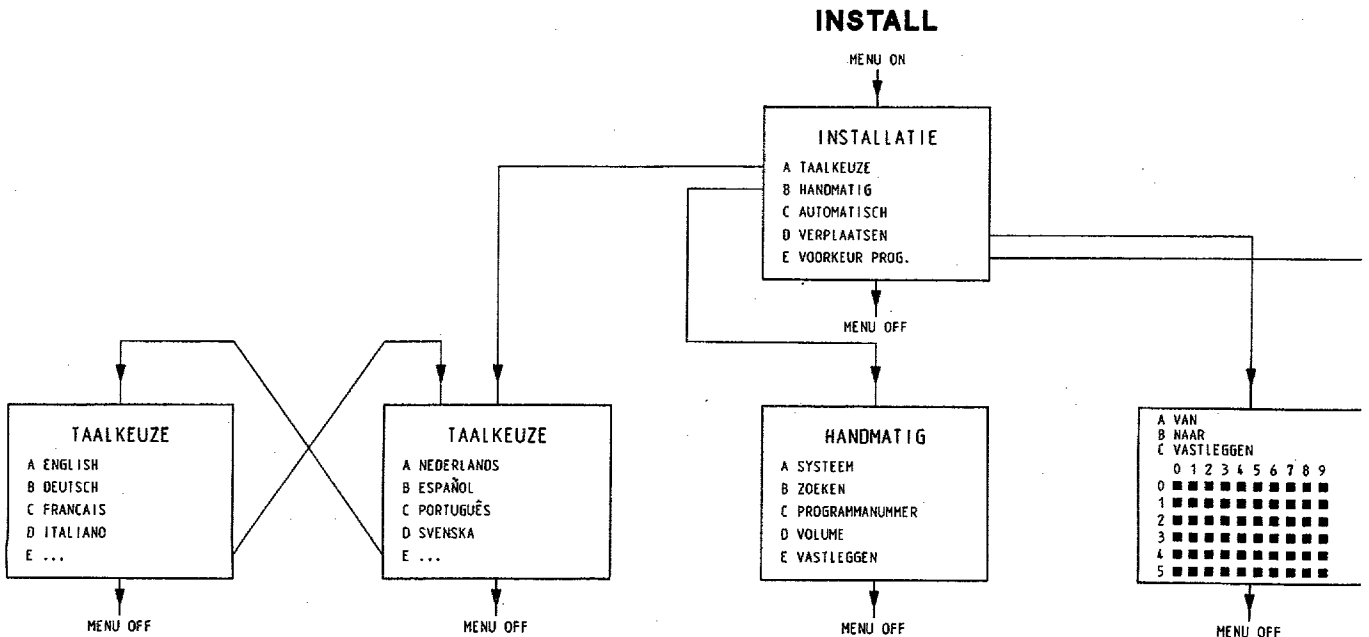 INSTALL
MENU ON
INSTALLATIE
A TAALKEUZE
B HANDMATIG
C AUTOMATISCH
D VERPLAATSEN
E VOORKEUR PROG.
MENU OFF
TAALKEUZE
A ENGLISH
B DEUTSCH
C FRANCAIS
D ITALIANO
E ...
MENU OFF
TAALKEUZE
A NEDERLANDS
B ESPAÑOL
C PORTUGUÊS
D SVENSKA
E ...
MENU OFF
HANDMATIG
A SYSTEEM
B ZOEKEN
C PROGRAMMANUMMER
D VOLUME
E VASTLEGGEN
MENU OFF
A VAN
B NAAR
C VASTLEGGEN
0 1 2 3 4 5 6 7 8 9
0
1
2
3
4
5
MENU OFF